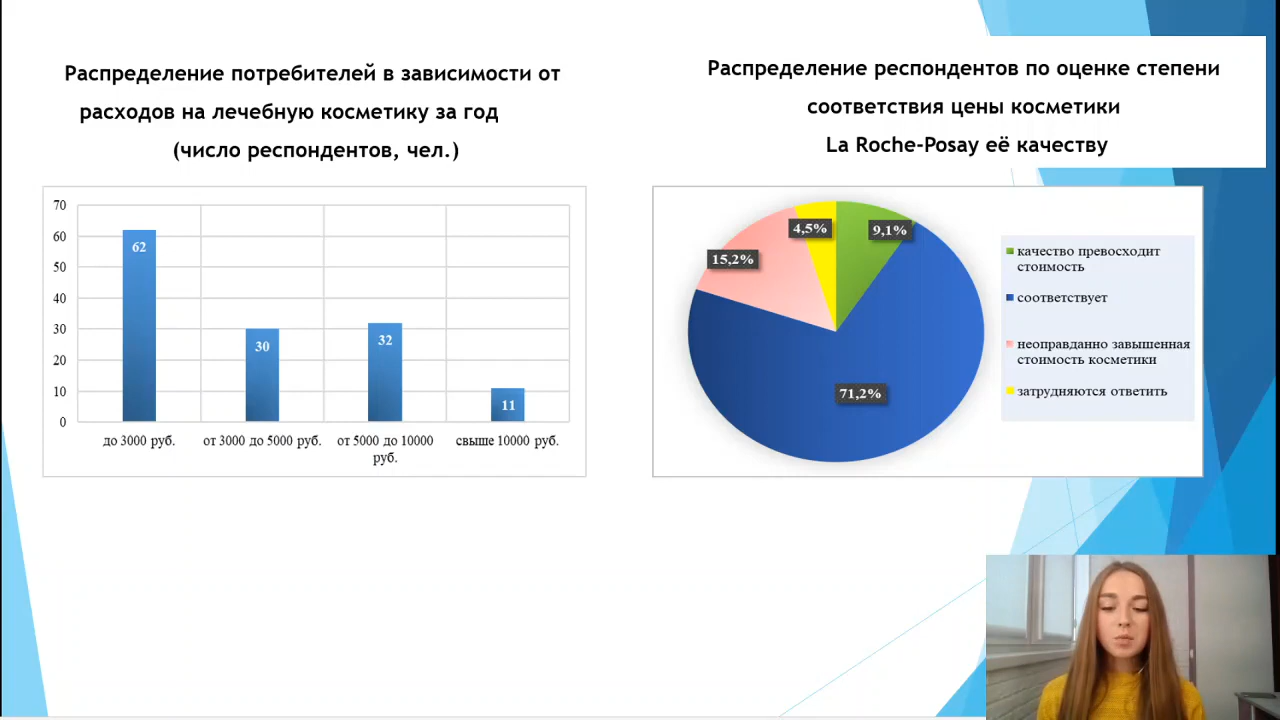 Распределение потребителей в зависимости от
расходов на лечебную косметику за год
(число респондентов, чел.)
70
60
50
40
30
20
10
0
62
30
32
11
до 3000 руб.
от 3000 до 5000 руб.
от 5000 до 10000
руб.
свыше 10000 руб.
Распределение респондентов по оценке степени
соответствия цены косметики
La Roche-Posay её качеству
4,5%
9,1%
15,2%
71,2%
качество превосходит
стоимость
соответствует
неоправданно завышенная
стоимость косметики
затрудняются ответить